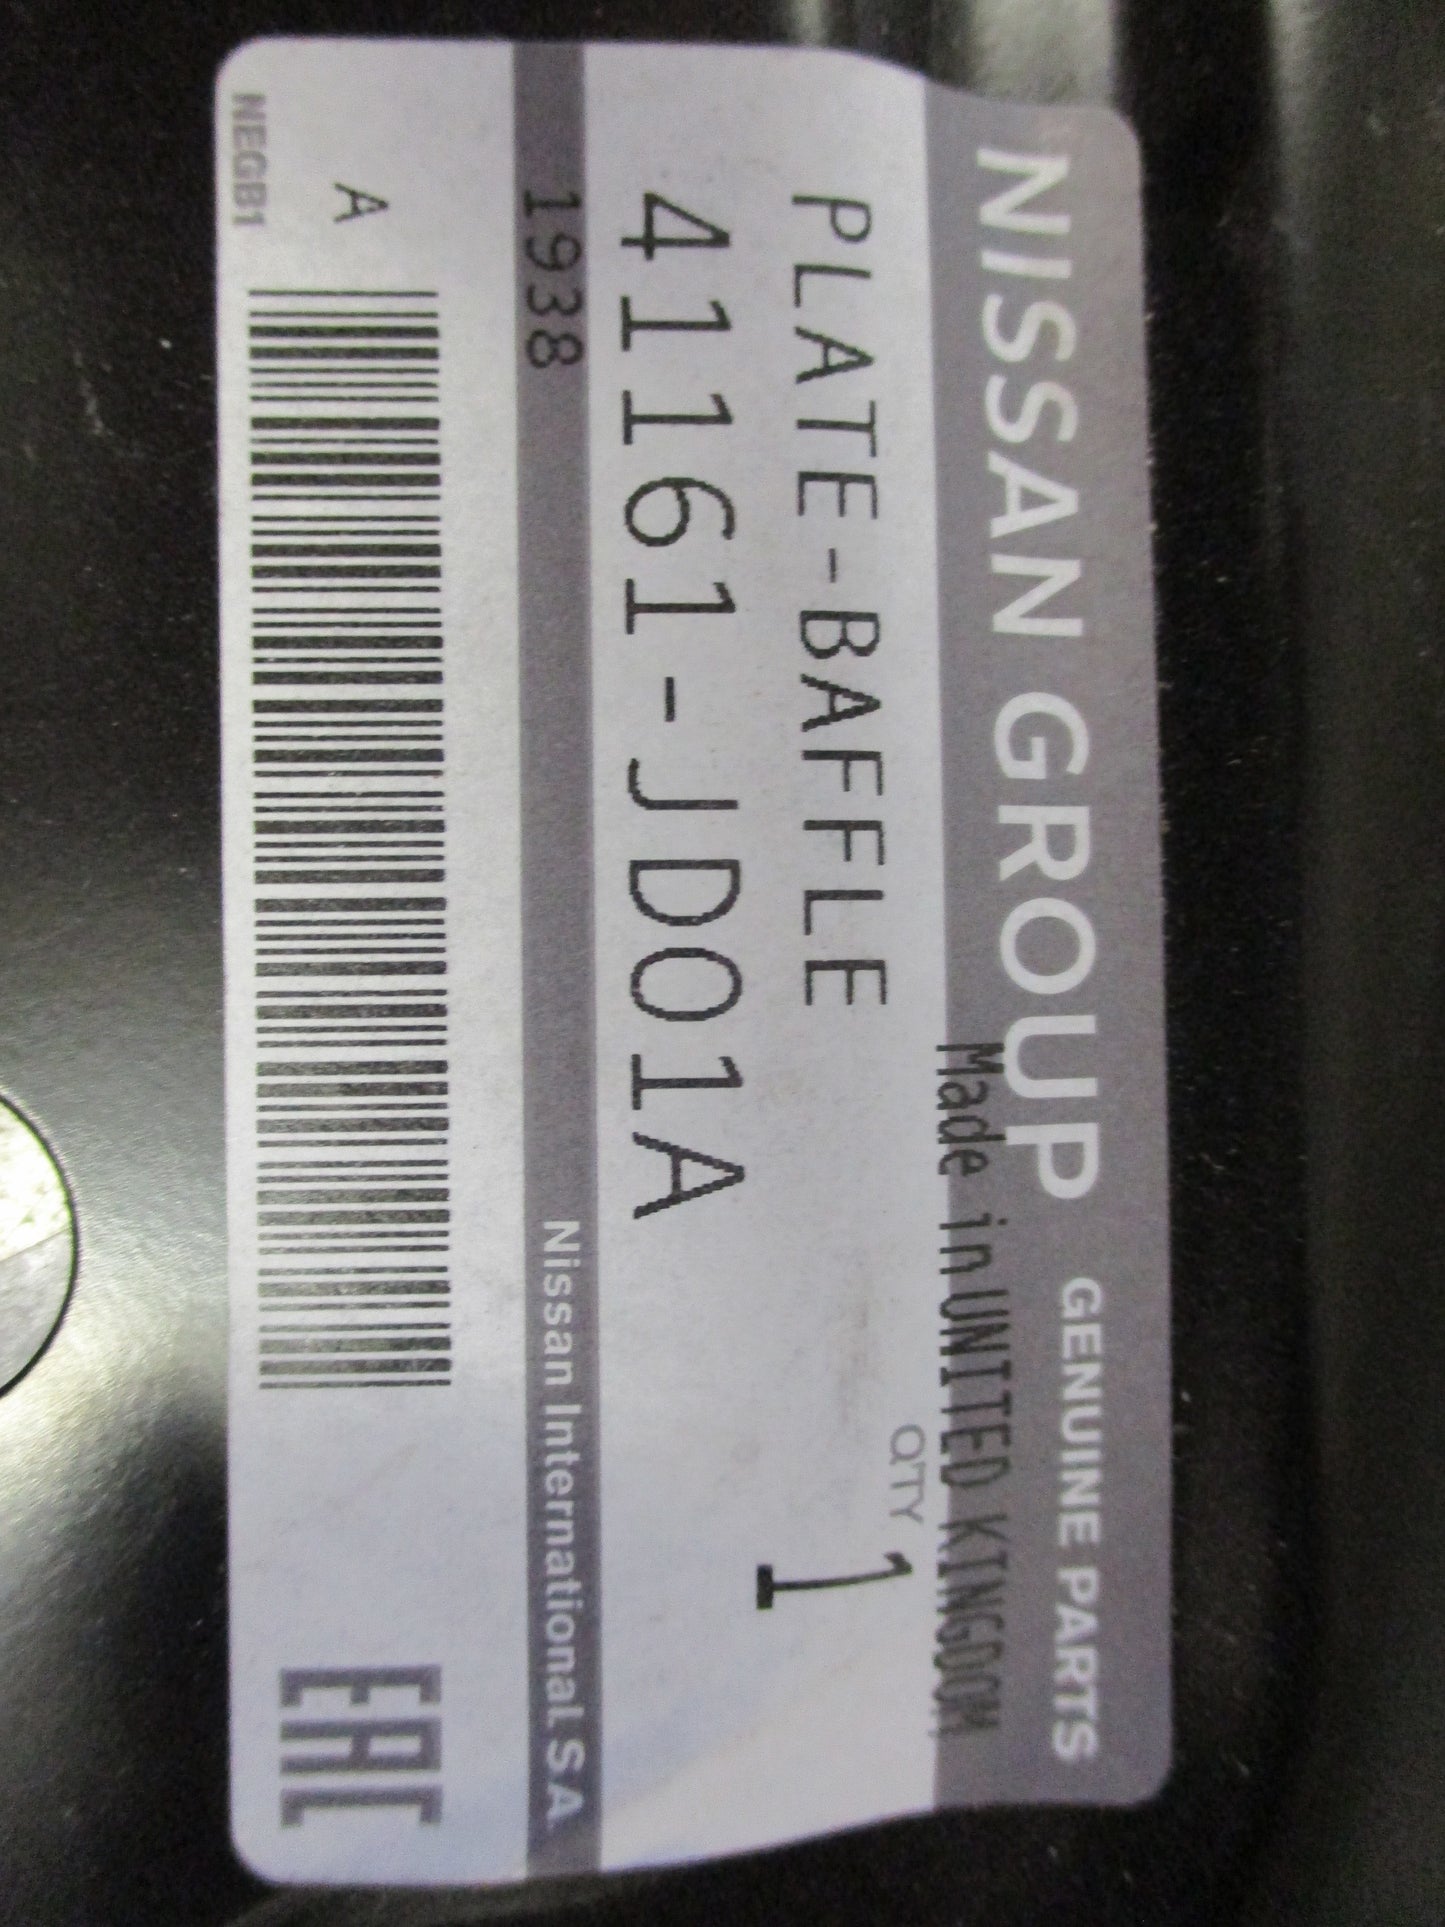 NISSAN GROUP GENUINE PARTS
Made in UNITED KINGDOM
PLATE-BAFFLE
QTY 1
41161-JD01A
1938
Nissan International SA
A
NEGB1
EAC